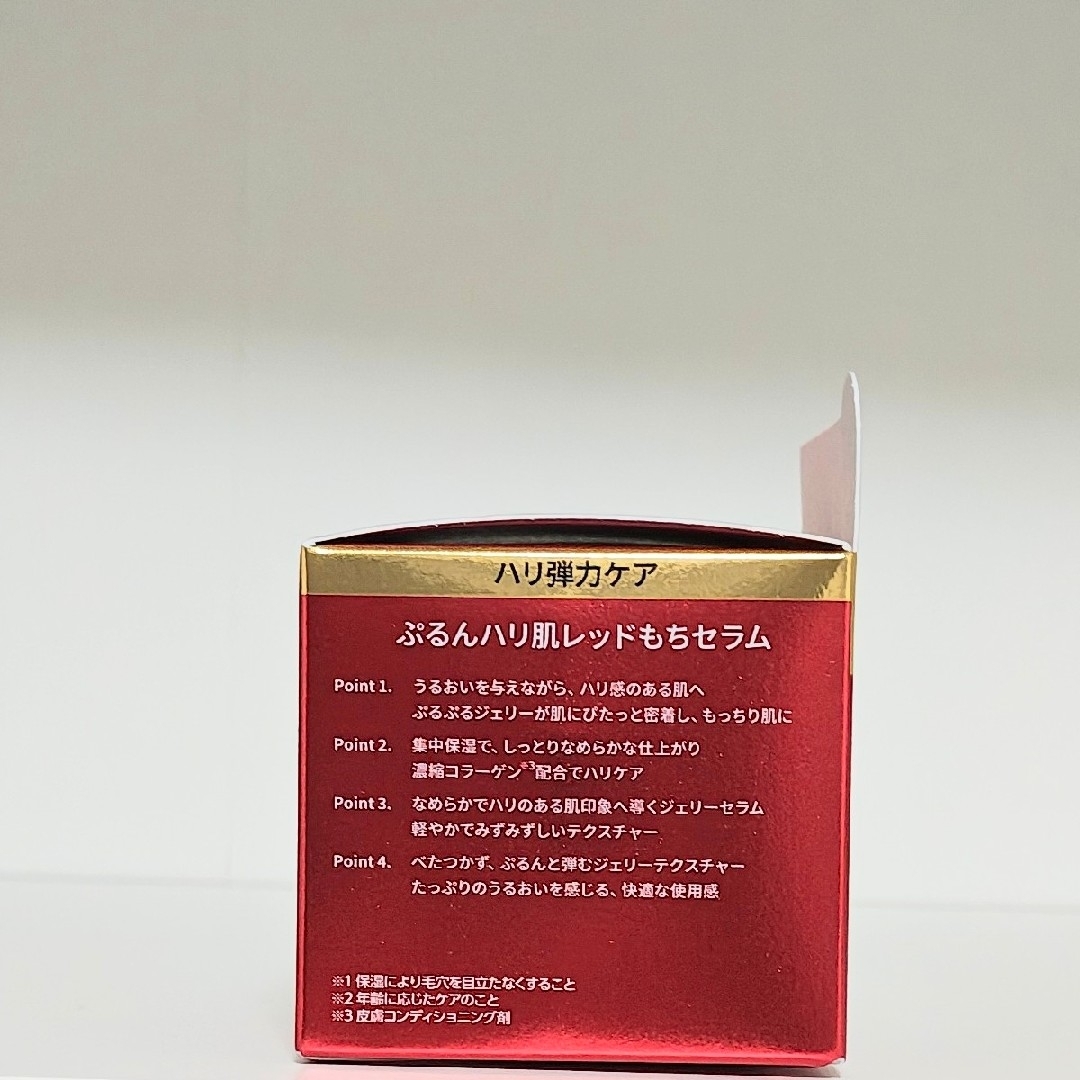 ハリ弾力ケア
ぷるんハリ肌レッドもちセラム
Point 1. うるおいを与えながら、ハリ感のある肌へ
ぷるぷるジェリーが肌にぴたっと密着し、もっちり肌に
Point 2. 集中保湿で、しっとりなめらかな仕上がり
濃縮コラーゲン※3配合でハリケア
Point 3. なめらかでハリのある肌印象へ導くジェリーセラム
軽やかでみずみずしいテクスチャー
Point 4. べたつかず、ぷるんと弾むジェリーテクスチャー
たっぷりのうるおいを感じる、快適な使用感
※1 保湿により毛穴を目立たなくすること
※2 年齢に応じたケアのこと
※3 皮膚コンディショニング剤